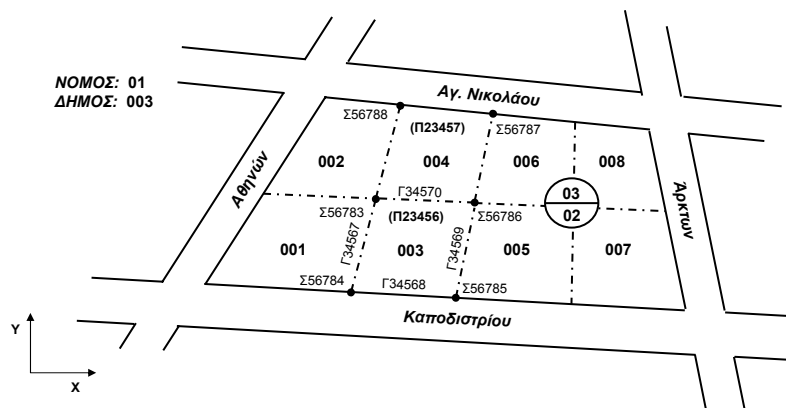 Αγ. Νικολάου
ΝΟΜΟΣ: 01
ΔΗΜΟΣ: 003
Σ56788
(Π23457)
Σ56787
002
004
006
008
Αθηνών
Άρκτων
Γ34570
03
Σ56783
(Π23456)
Σ56786
02
Γ34567
Γ34569
001
003
005
007
Σ56784
Γ34568
Σ56785
Καποδιστρίου
Υ
Χ